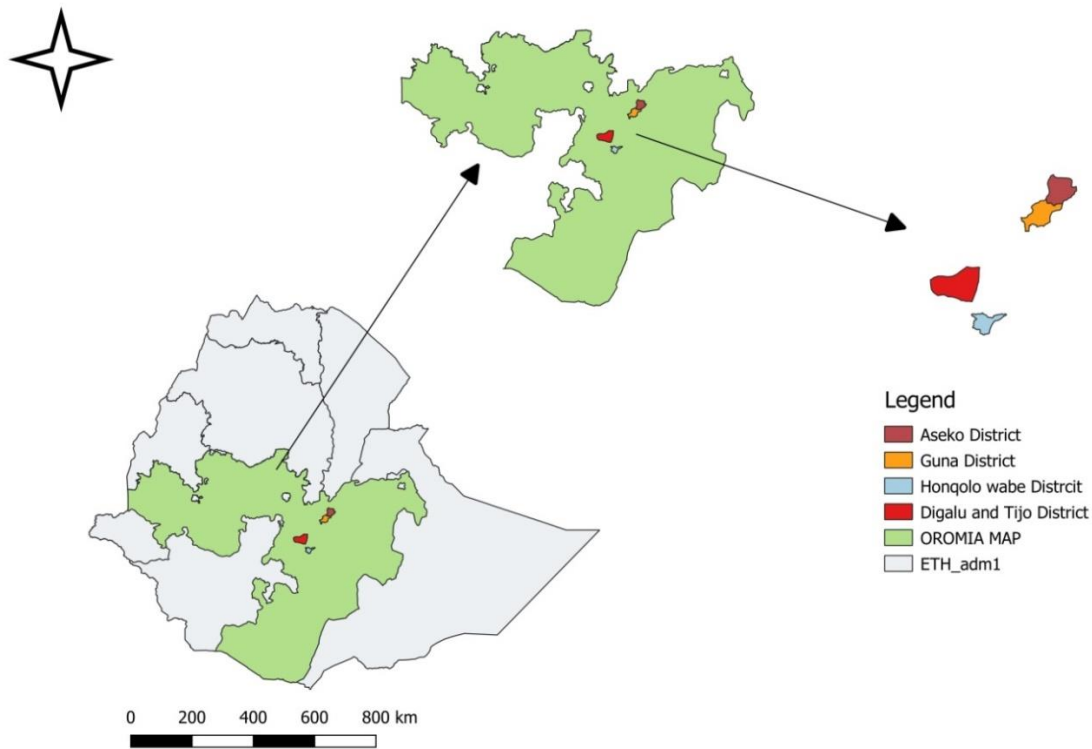 Legend
Aseko District
Guna District
Honqolo wabe Distrcit
Digalu and Tijo District
OROMIA MAP
ETH_adm1
0 200 400 600 800 km